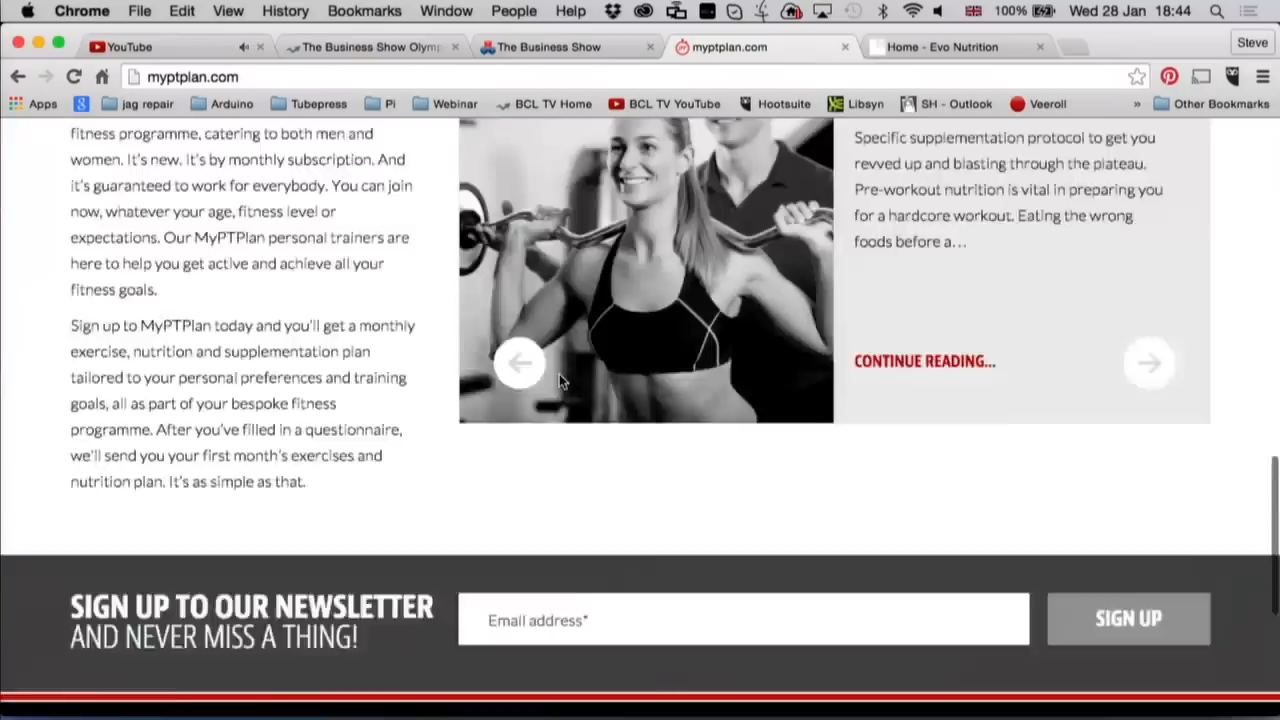 Chrome File Edit View History Bookmarks Window People Help 100% Wed 28 Jan 18:44
YouTube The Business Show Olym The Business Show myptplan.com Home - Evo Nutrition Steve
myptplan.com
Apps jag repair Arduino Tubepress Pi Webinar BCL TV Home BCL TV YouTube Hootsuite Libsyn SH - Outlook Veeroll » Other Bookmarks
fitness programme, catering to both men and
women. It's new. It's by monthly subscription. And
it's guaranteed to work for everybody. You can join
now, whatever your age, fitness level or
expectations. Our MyPTPlan personal trainers are
here to help you get active and achieve all your
fitness goals.
Sign up to MyPTPlan today and you'll get a monthly
exercise, nutrition and supplementation plan
tailored to your personal preferences and training
goals, all as part of your bespoke fitness
programme. After you've filled in a questionnaire,
we'll send you your first month's exercises and
nutrition plan. It's as simple as that.
Specific supplementation protocol to get you
revved up and blasting through the plateau.
Pre-workout nutrition is vital in preparing you
for a hardcore workout. Eating the wrong
foods before a...
CONTINUE READING...
SIGN UP TO OUR NEWSLETTER
AND NEVER MISS A THING!
Email address*
SIGN UP